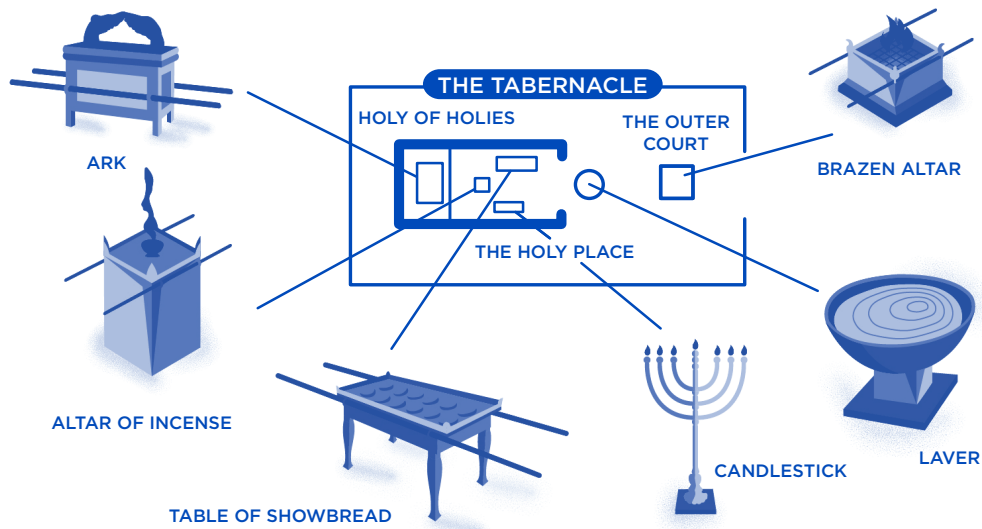 THE TABERNACLE
HOLY OF HOLIES
THE OUTER
COURT
ARK
BRAZEN ALTAR
THE HOLY PLACE
ALTAR OF INCENSE
LAVER
CANDLESTICK
TABLE OF SHOWBREAD